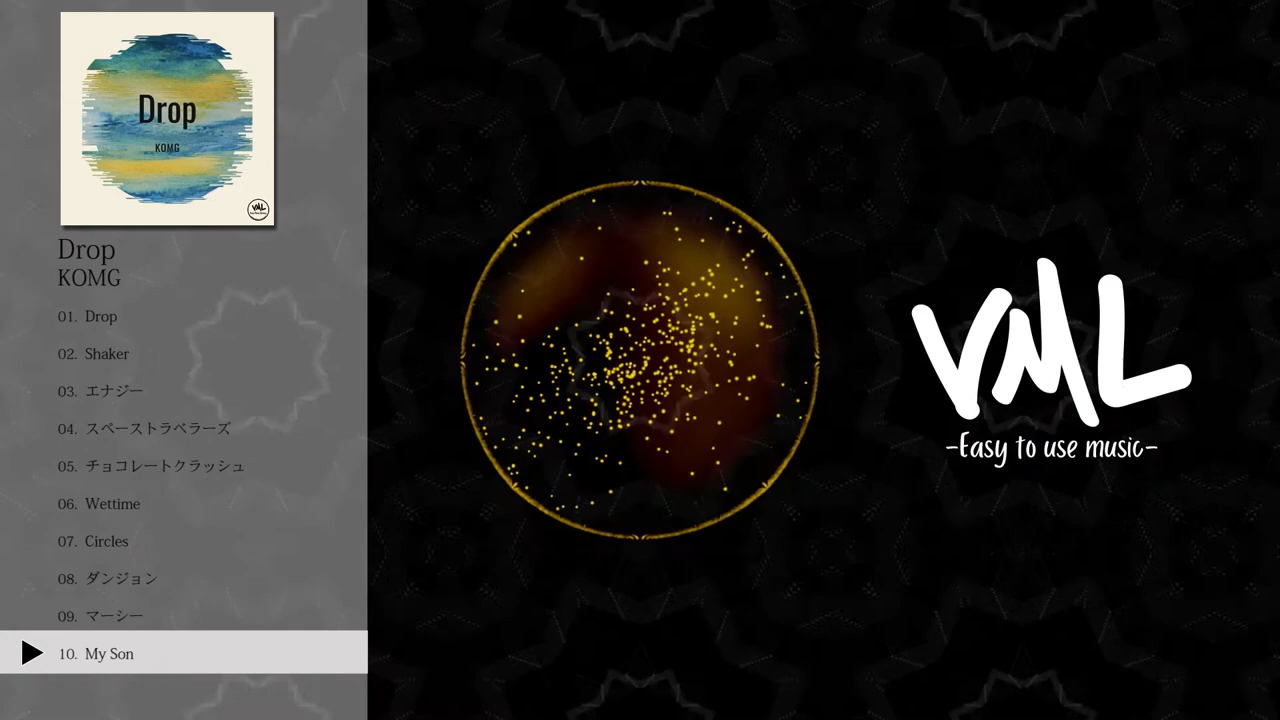 Drop
KOMG
VML
Drop
KOMG
01. Drop
02. Shaker
03. エナジー
04. スペーストラベラーズ
05. チョコレートクラッシュ
06. Wettime
07. Circles
08. ダンジョン
09. マーシー
10. My Son
VML
-Easy to use music-